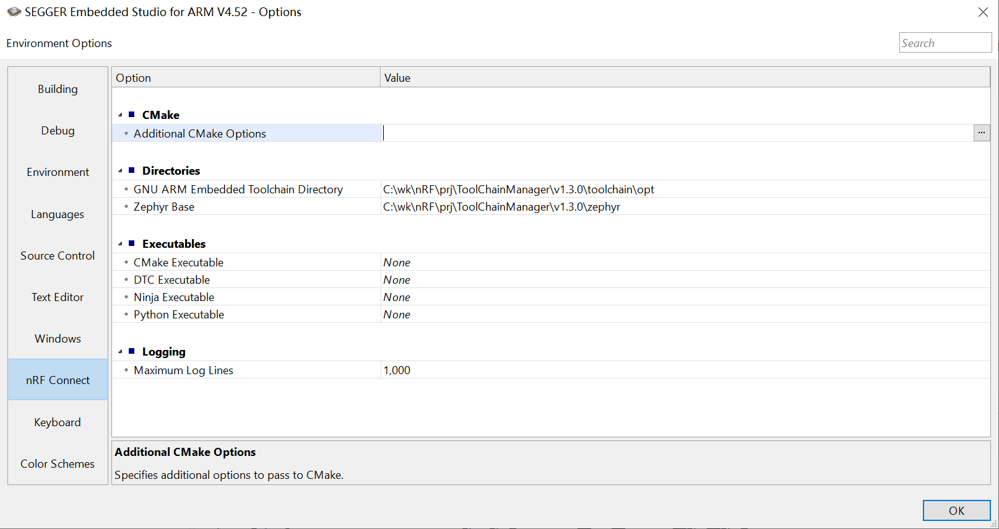 SEGGER Embedded Studio for ARM V4.52 - Options
Environment Options
Search
Building
Debug
Environment
Languages
Source Control
Text Editor
Windows
nRF Connect
Keyboard
Color Schemes
Option Value
CMake
Additional CMake Options ...
Directories
GNU ARM Embedded Toolchain Directory C:\wk\nRF\prj\ToolChainManager\v1.3.0\toolchain\opt
Zephyr Base C:\wk\nRF\prj\ToolChainManager\v1.3.0\zephyr
Executables
CMake Executable None
DTC Executable None
Ninja Executable None
Python Executable None
Logging
Maximum Log Lines 1,000
Additional CMake Options
Specifies additional options to pass to CMake.
OK